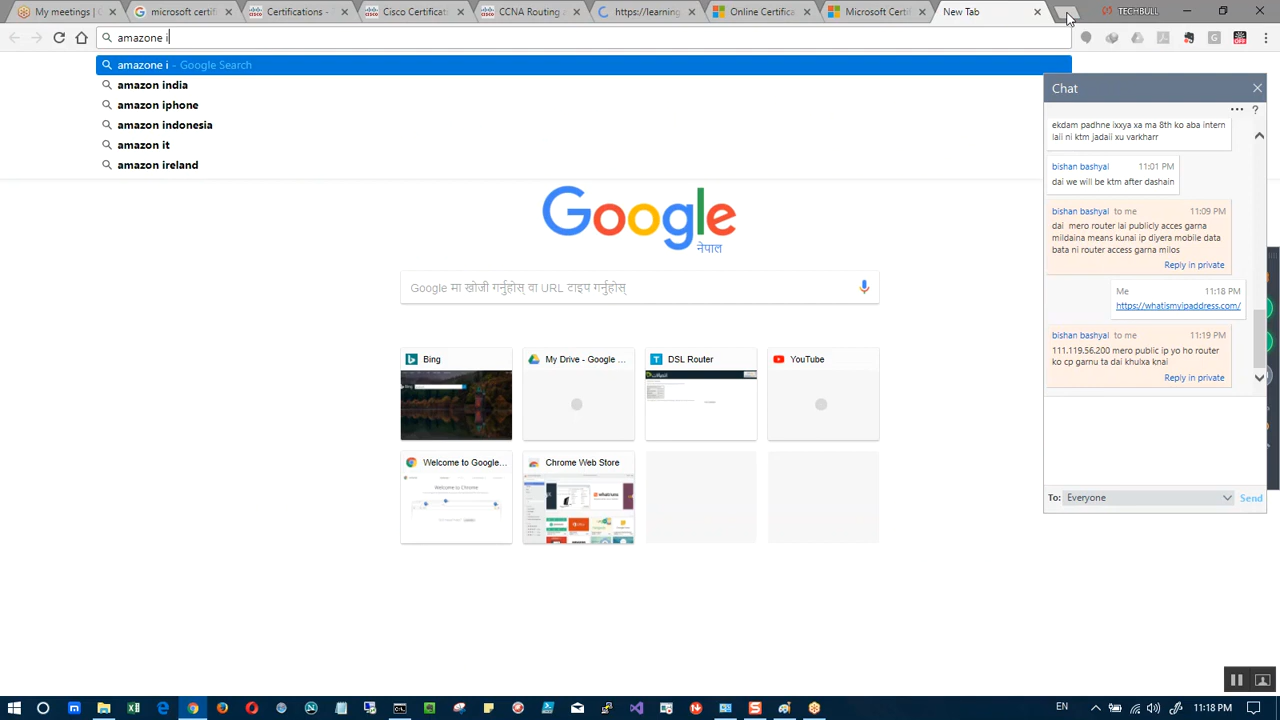 My meetings |
microsoft certifi
Certifications -
Cisco Certificati
CCNA Routing a
https://learning
Online Certifica
Microsoft Certifi
New Tab
TECHBULL
amazone i
amazone i – Google Search
amazon india
amazon iphone
amazon indonesia
amazon it
amazon ireland
Google
नेपाल
Google मा खोजी गर्नुहोस् वा URL टाइप गर्नुहोस्
Bing
My Drive - Google ...
DSL Router
YouTube
Welcome to Google...
Chrome Web Store
Chat
ekdam padhne ixxya xa ma 8th ko aba intern
laii ni ktm jadaii xu varkharr
bishan bashyal 11:01 PM
dai we will be ktm after dashain
bishan bashyal to me 11:09 PM
dai mero router lai publicly acces garna
mildaina means kunai ip diyera mobile data
bata ni router access garna milos
Reply in private
Me 11:18 PM
https://whatismyipaddress.com/
bishan bashyal to me 11:19 PM
111.119.56.200 mero public ip yo ho router
ko cp garnu ta dai khulxa knai
Reply in private
To: Everyone Send
EN 11:18 PM